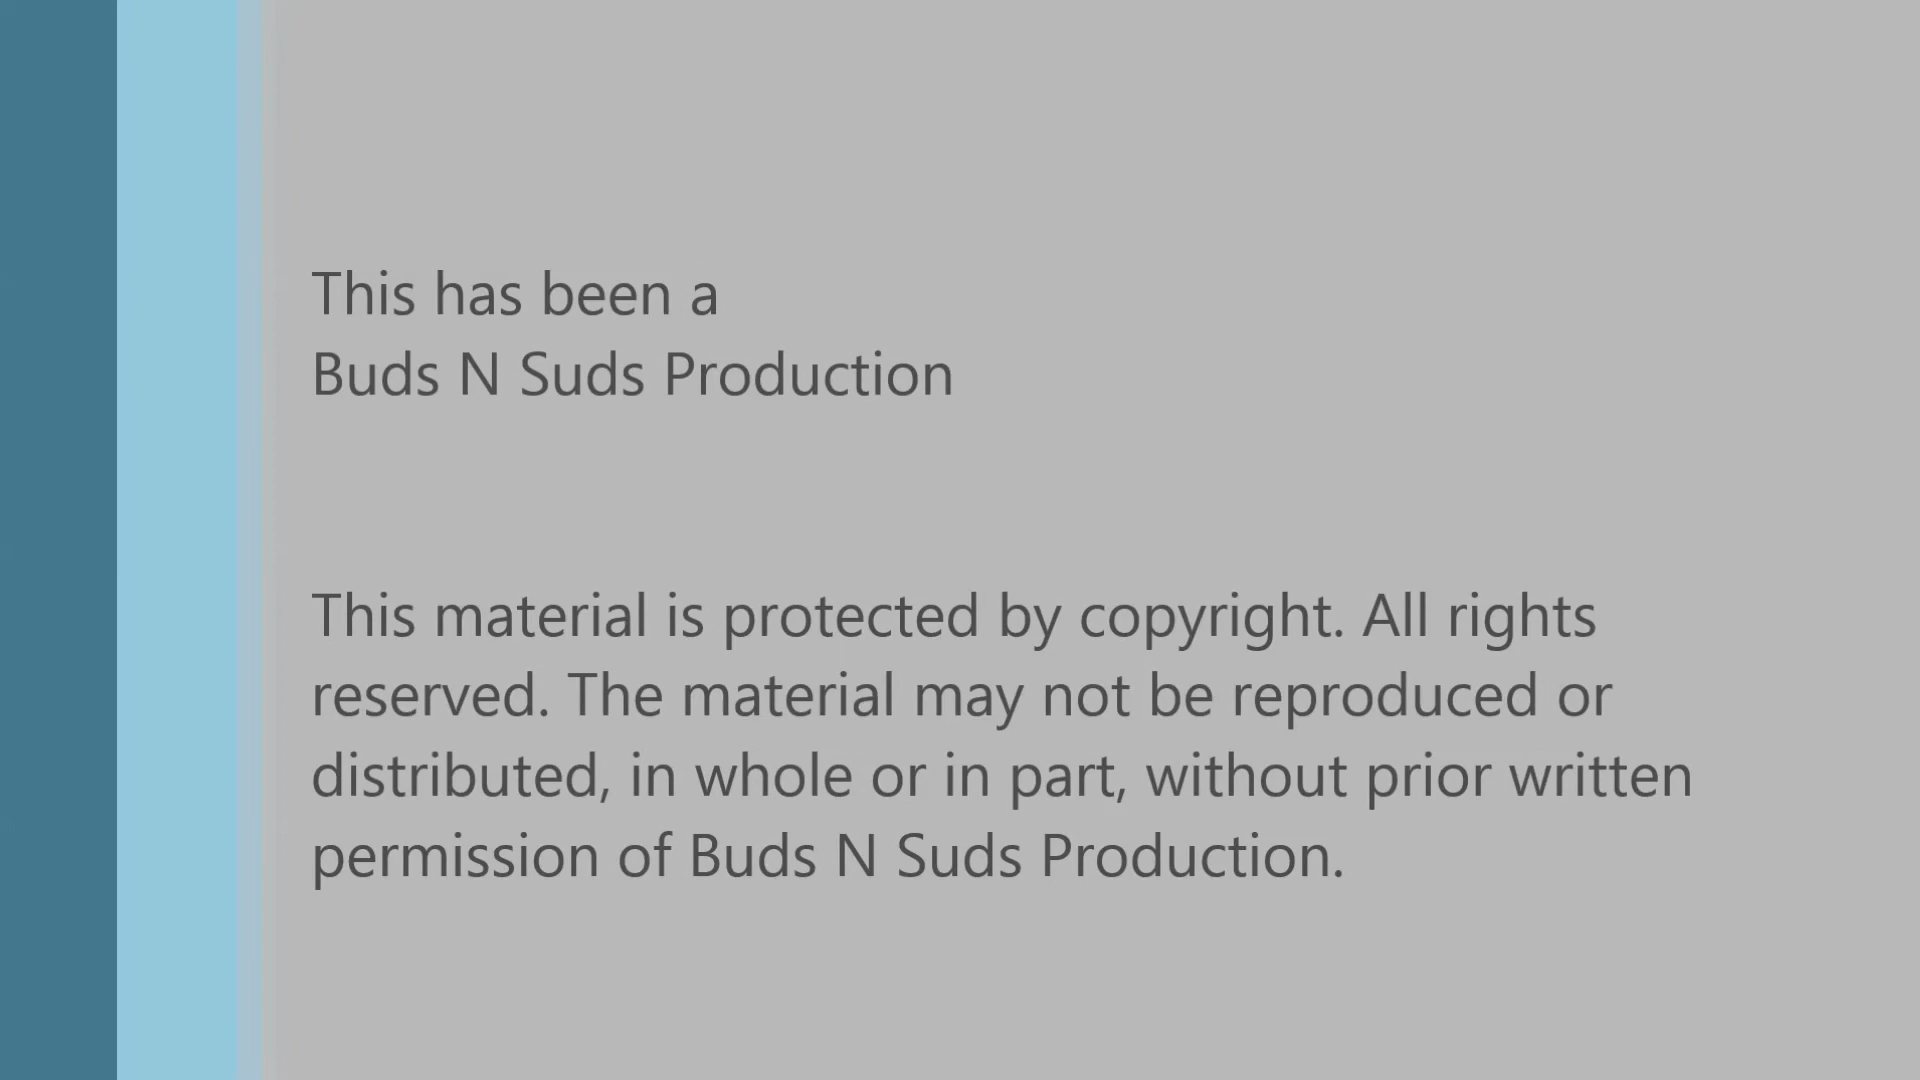 This has been a
Buds N Suds Production
This material is protected by copyright. All rights
reserved. The material may not be reproduced or
distributed, in whole or in part, without prior written
permission of Buds N Suds Production.